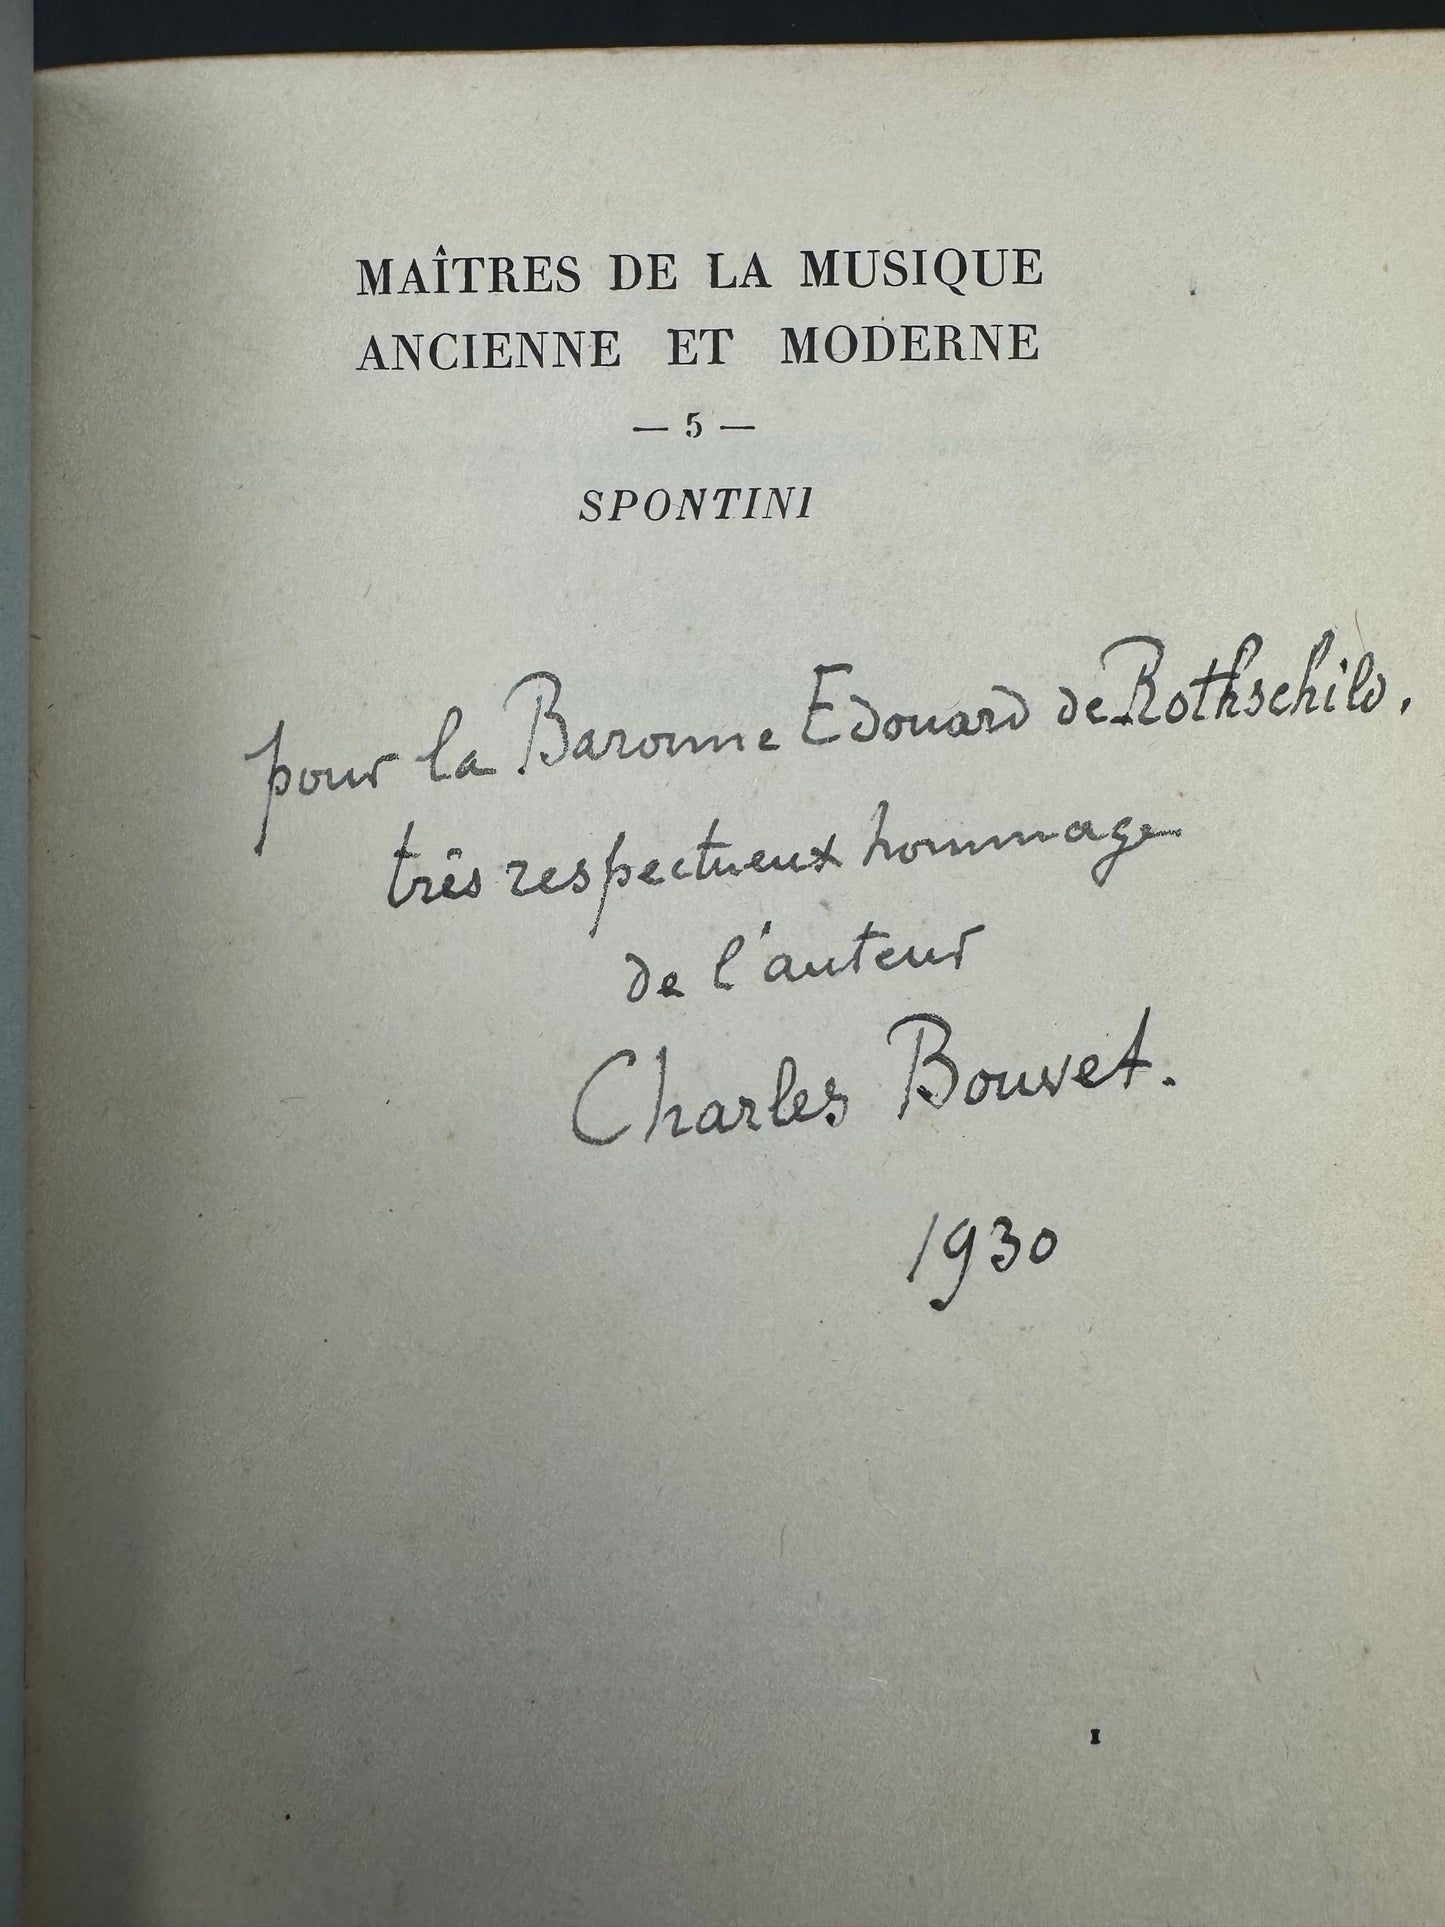 MAÎTRES DE LA MUSIQUE
ANCIENNE ET MODERNE
— 5 —
SPONTINI
pour la Baronne Edouard de Rothschild.
très respectueux hommage
de l'auteur
Charles Bouvet.
1930
I